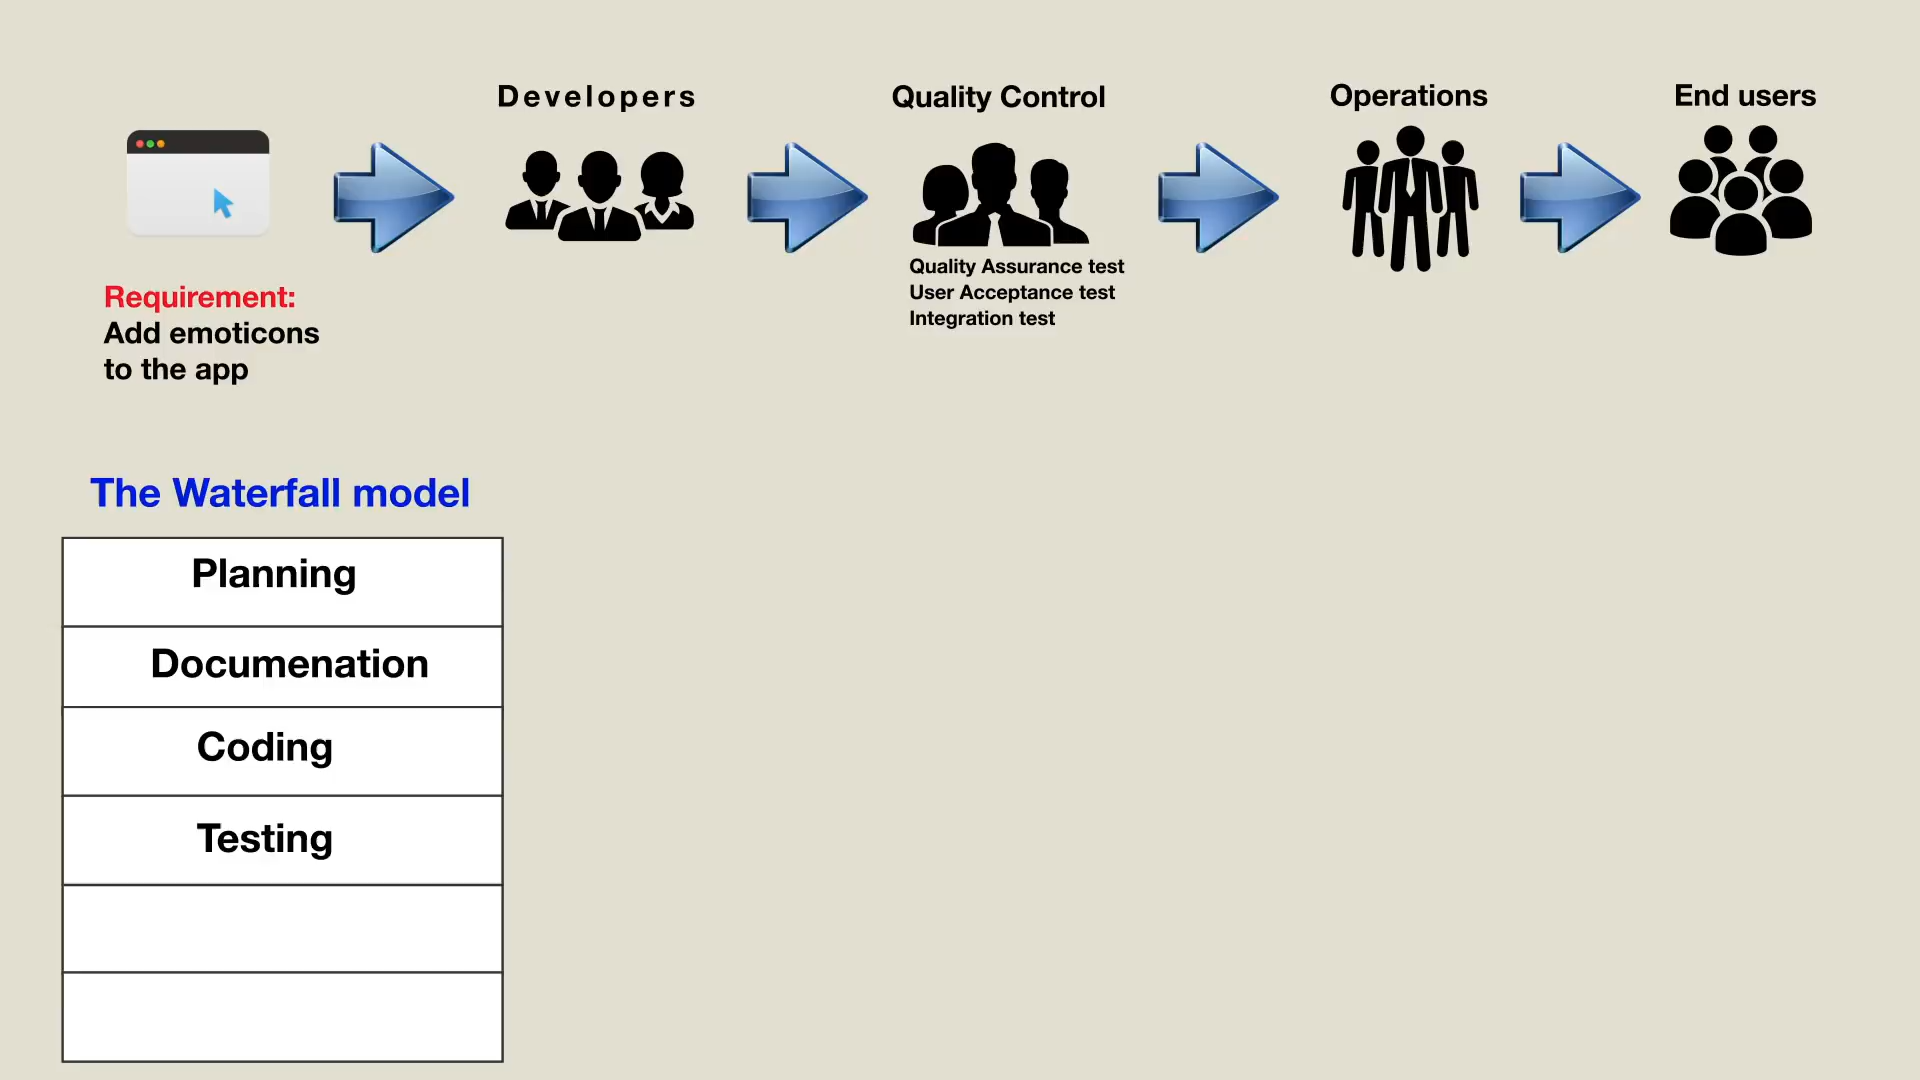 Developers
Quality Control
Operations
End users
Quality Assurance test
User Acceptance test
Integration test
Requirement:
Add emoticons
to the app
The Waterfall model
Planning
Documenation
Coding
Testing